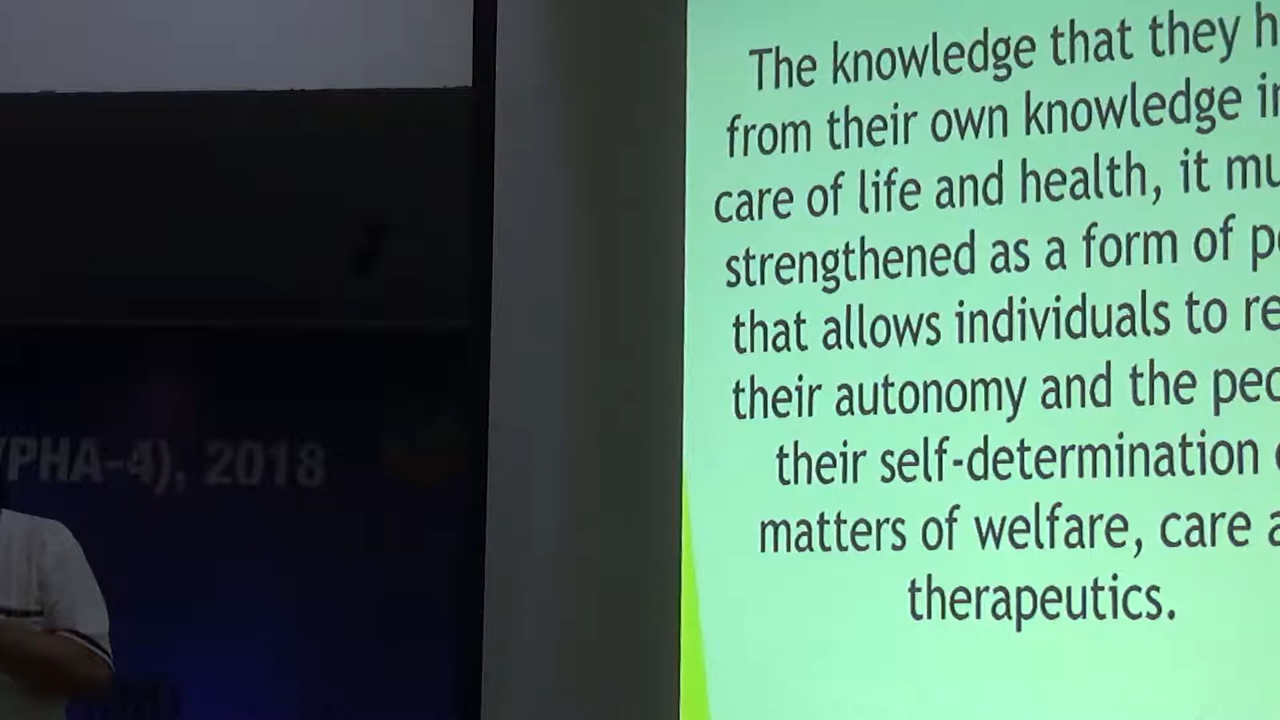 (PHA-4), 2018
The knowledge that they h
from their own knowledge in
care of life and health, it mu
strengthened as a form of po
that allows individuals to re
their autonomy and the peo
their self-determination
matters of welfare, care a
therapeutics.